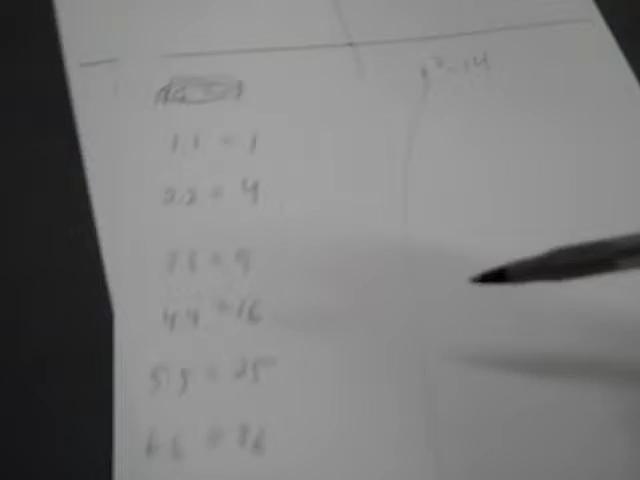 1.1 = 1
2.2 = 4
3.3 = 9
4.4 = 16
5.5 = 25
6.6 = 36